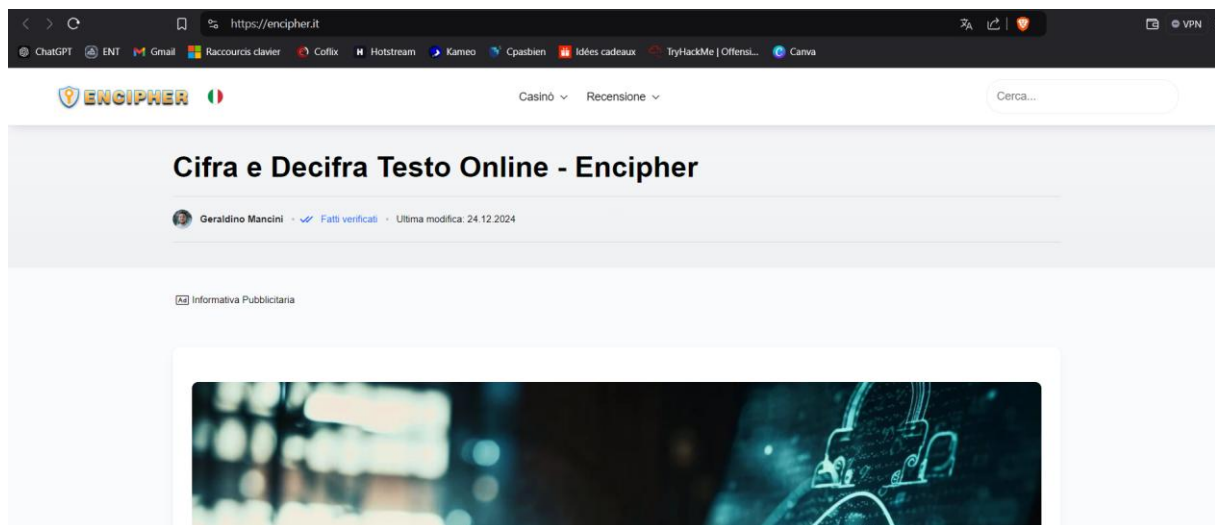 https://encipher.it
VPN
ChatGPT ENT Gmail Raccourcis clavier Coflix Hotstream Kameo Cpasbien Idées cadeaux TryHackMe | Offensi... Canva
ENCIPHER Casinò Recensione Cerca...
Cifra e Decifra Testo Online - Encipher
Geraldino Mancini · Fatti verificati · Ultima modifica: 24.12.2024
Ad Informativa Pubblicitaria